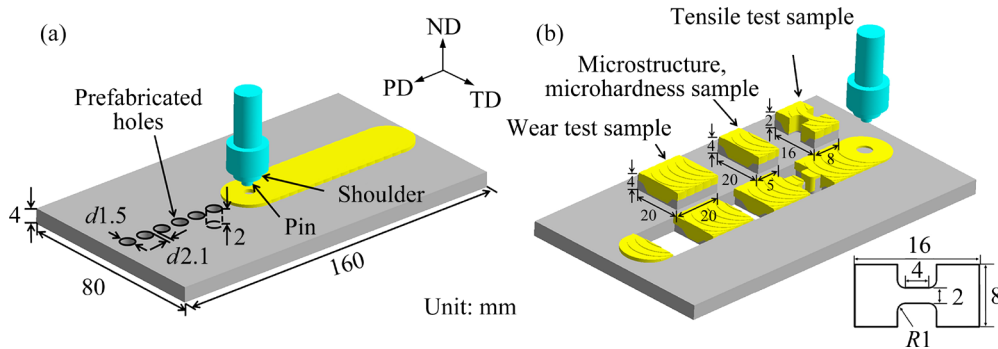 (a)
ND
PD
TD
Prefabricated
holes
Shoulder
Pin
4
d1.5
d2.1
2
80
160
Unit: mm
(b)
Tensile test sample
Microstructure,
microhardness sample
Wear test sample
2
16
8
4
20
5
4
20
20
16
4
2
8
R1